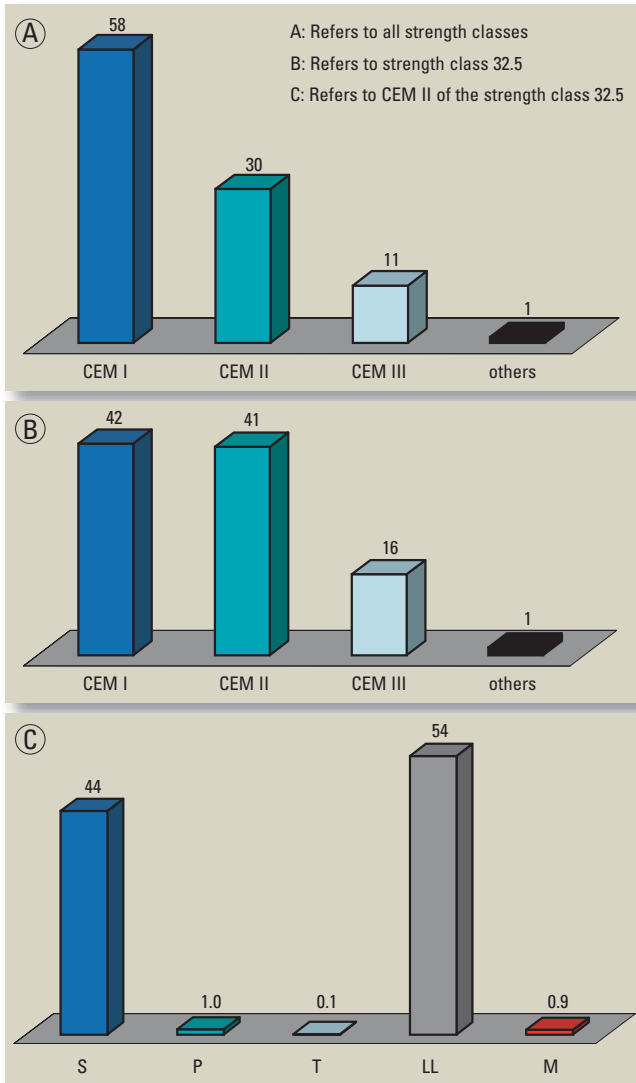 A
58
A: Refers to all strength classes
B: Refers to strength class 32.5
C: Refers to CEM II of the strength class 32.5
30
11
1
CEM I CEM II CEM III others
B
42 41
16
1
CEM I CEM II CEM III others
C
54
44
1.0 0.1 0.9
S P T LL M